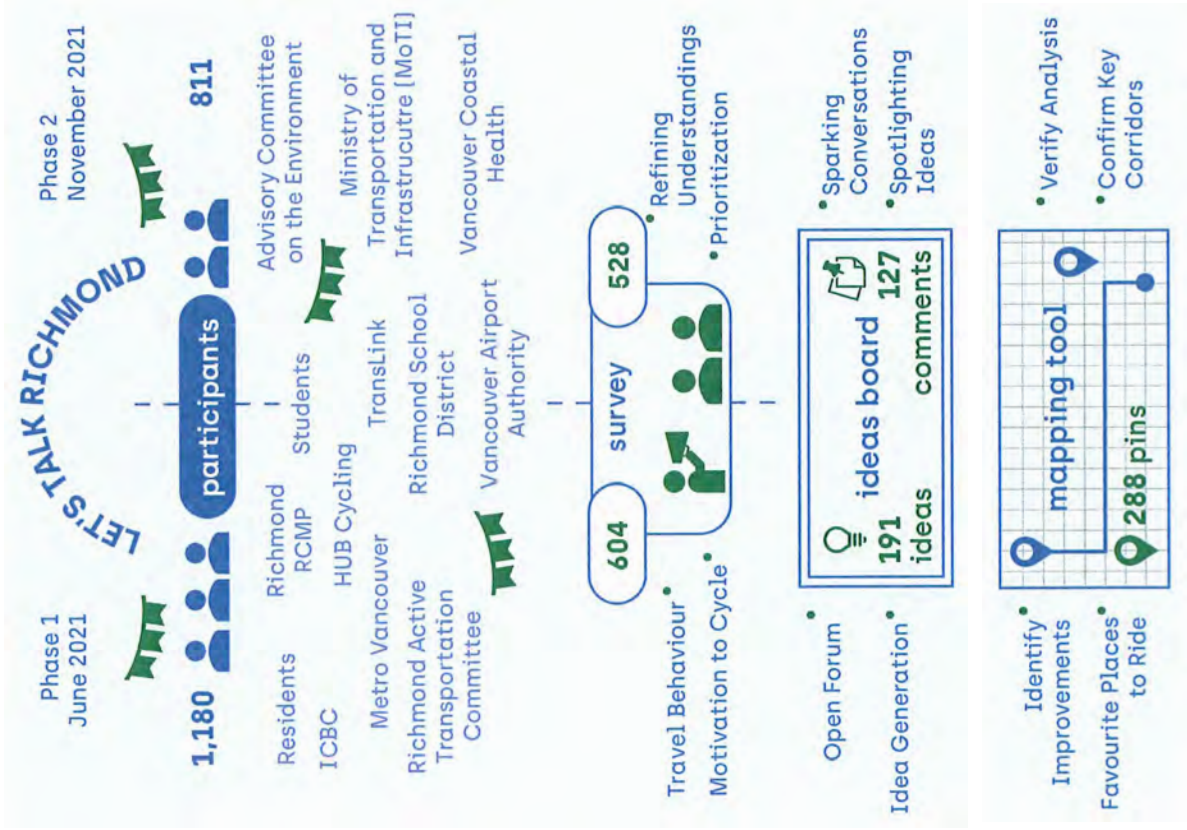 LET'S TALK RICHMOND
Phase 1
June 2021
Phase 2
November 2021
1,180
participants
811
Residents
Richmond
RCMP
Students
Advisory Committee
on the Environment
ICBC
HUB Cycling
Ministry of
Transportation and
Infrastrucutre (MoTI)
Metro Vancouver
TransLink
Richmond Active
Transportation
Committee
Richmond School
District
Vancouver Airport
Authority
Vancouver Coastal
Health
604
survey
528
Travel Behaviour
Motivation to Cycle
Refining
Understandings
Prioritization
Open Forum
Idea Generation
191
ideas
ideas board
127
comments
Sparking
Conversations
Spotlighting
Ideas
Identify
Improvements
Favourite Places
to Ride
mapping tool
288 pins
Verify Analysis
Confirm Key
Corridors